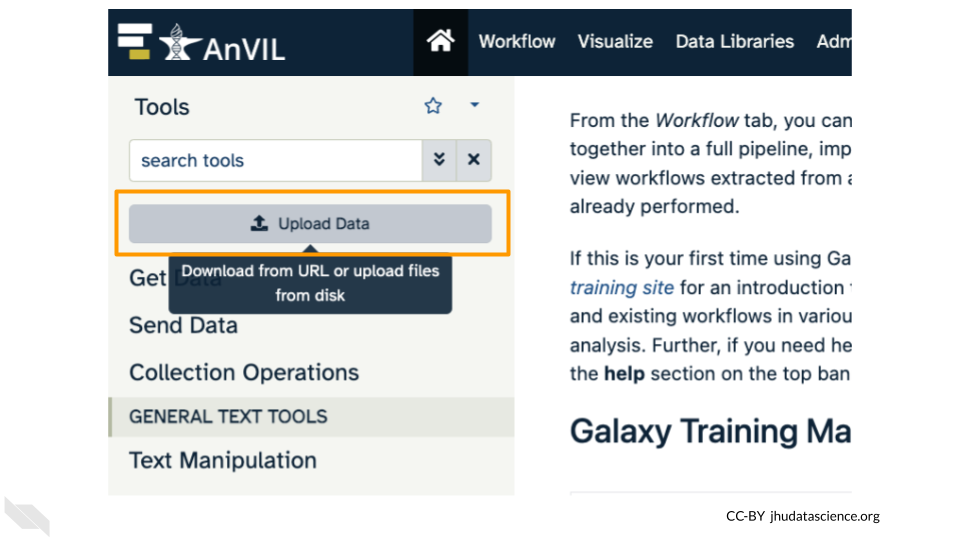 AnVIL
Workflow Visualize Data Libraries Adm
Tools
search tools
Upload Data
Download from URL or upload files
from disk
Get Data
Send Data
Collection Operations
GENERAL TEXT TOOLS
Text Manipulation
From the Workflow tab, you can
together into a full pipeline, imp
view workflows extracted from a
already performed.
If this is your first time using Ga
training site for an introduction
and existing workflows in variou
analysis. Further, if you need he
the help section on the top ban
Galaxy Training Ma
CC-BY jhudatascience.org